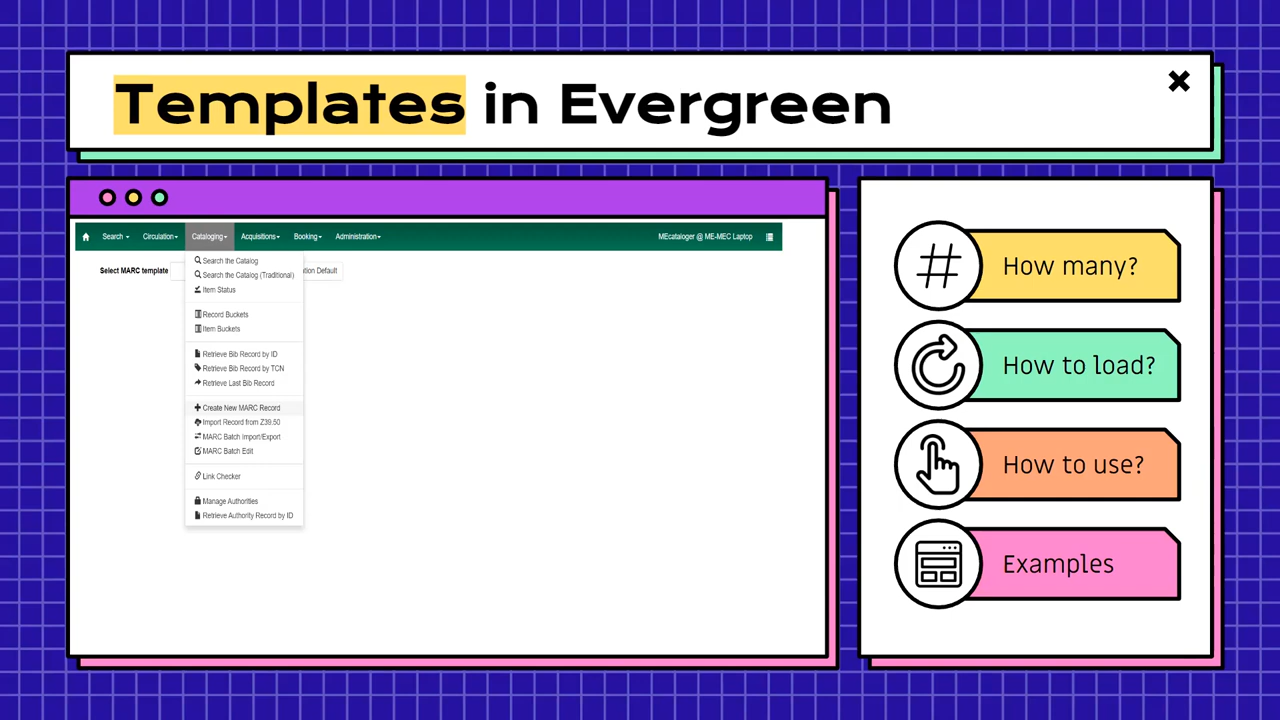 Templates in Evergreen
Search Circulation Cataloging Acquisitions Booking Administration MEcataloger @ ME-MEC Laptop
Select MARC template
Default
Search the Catalog
Search the Catalog (Traditional)
Item Status
Record Buckets
Item Buckets
Retrieve Bib Record by ID
Retrieve Bib Record by TCN
Retrieve Last Bib Record
Create New MARC Record
Import Record from Z39.50
MARC Batch Import/Export
MARC Batch Edit
Link Checker
Manage Authorities
Retrieve Authority Record by ID
How many?
How to load?
How to use?
Examples